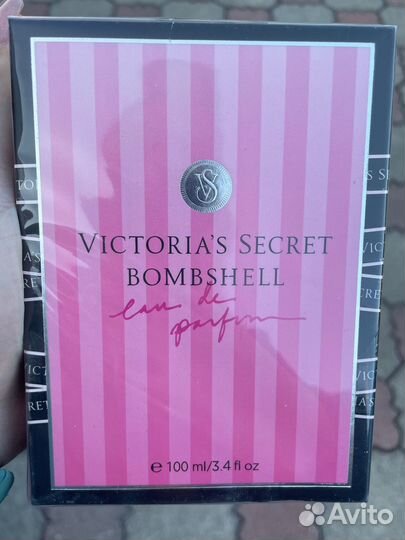 VS
VICTORIA'S SECRET
BOMBSHELL
eau de
parfum
e 100 ml/3.4 fl oz
Avito